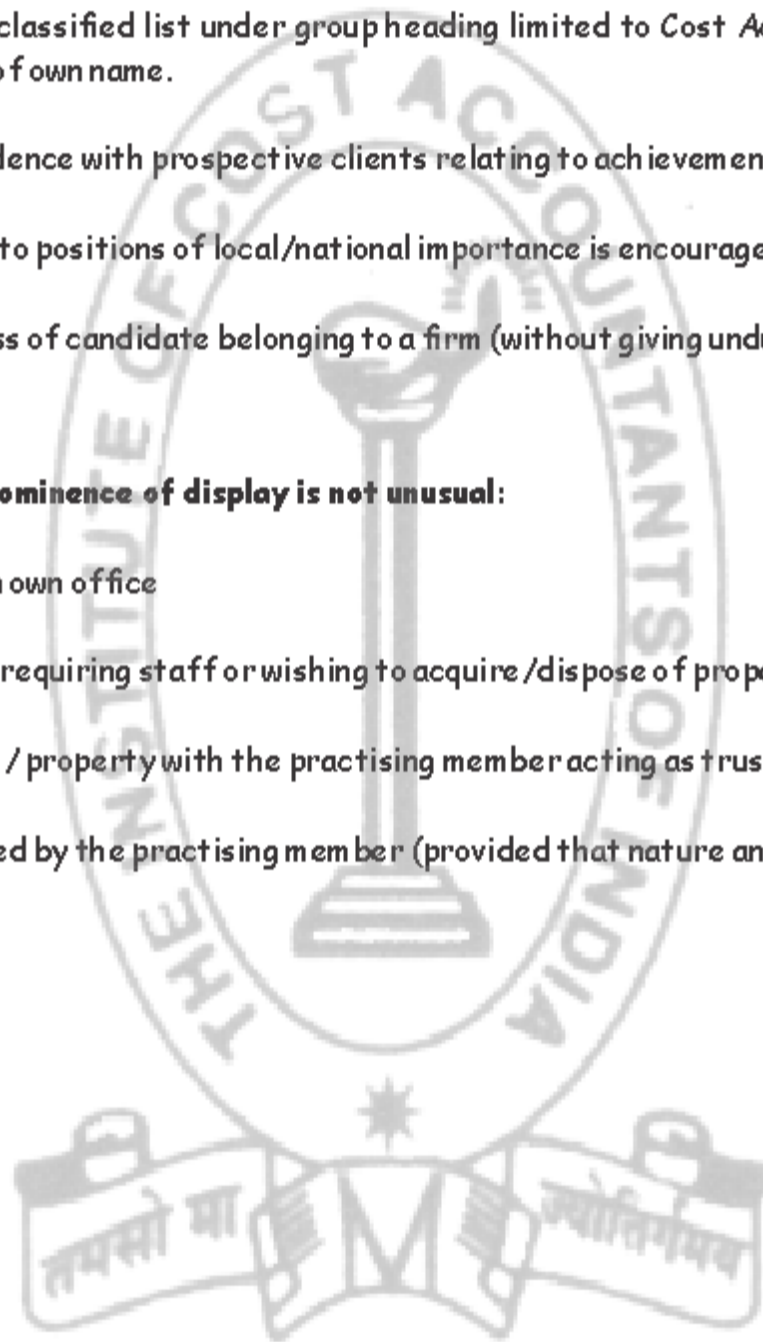 classified list under group heading limited to Cost
of own name.
dence with prospective clients relating to achievemen
to positions of local/national importance is encourage
ss of candidate belonging to a firm (without giving und
ominence of display is not unusual:
own office
requiring staff or wishing to acquire /dispose of prop
/ property with the practising member acting as trus
ed by the practising member (provided that nature an
THE INSTITUTE OF COST ACCOUNTANTS OF INDIA
तमसो मा ज्योतिर्गमय